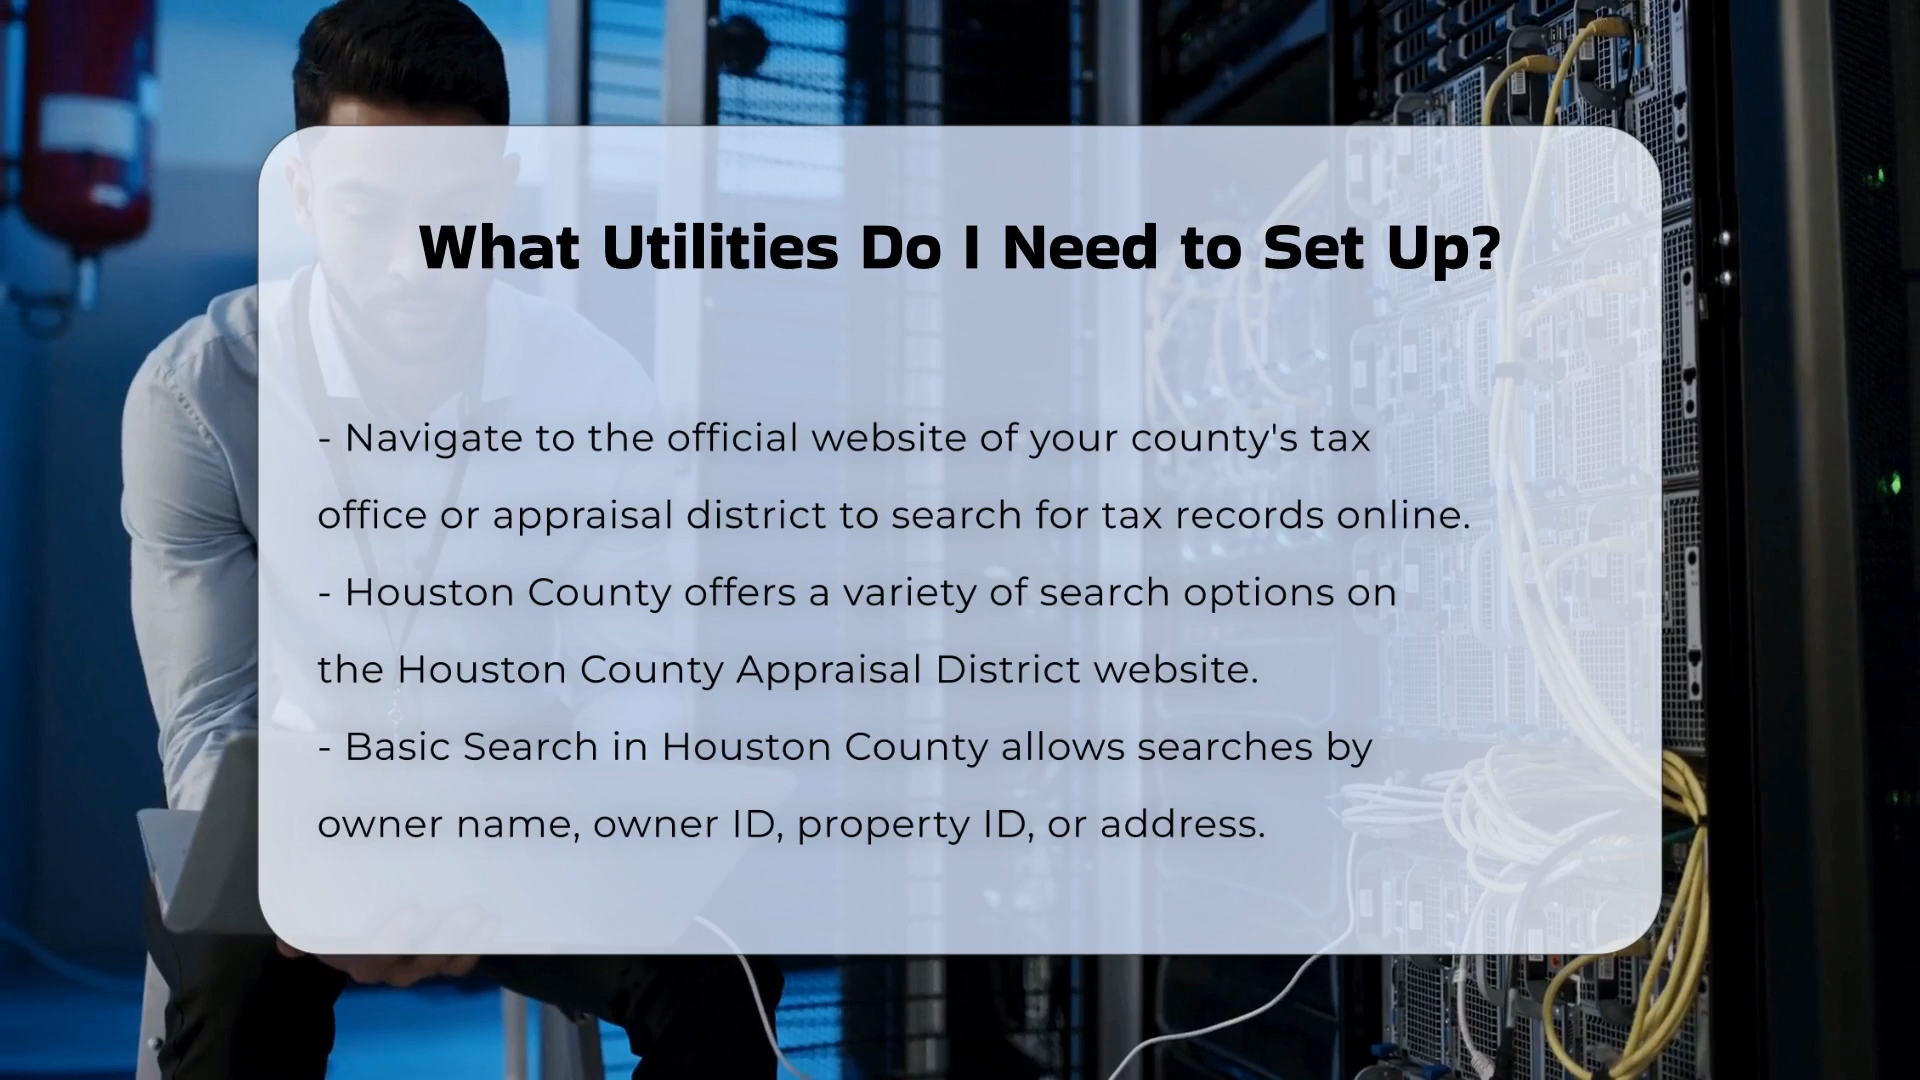 What Utilities Do I Need to Set Up?
- Navigate to the official website of your county's tax
office or appraisal district to search for tax records online.
- Houston County offers a variety of search options on
the Houston County Appraisal District website.
- Basic Search in Houston County allows searches by
owner name, owner ID, property ID, or address.